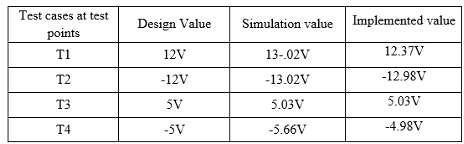 Test cases at test points | Design Value | Simulation value | Implemented value
T1 | 12V | 13-.02V | 12.37V
T2 | -12V | -13.02V | -12.98V
T3 | 5V | 5.03V | 5.03V
T4 | -5V | -5.66V | -4.98V